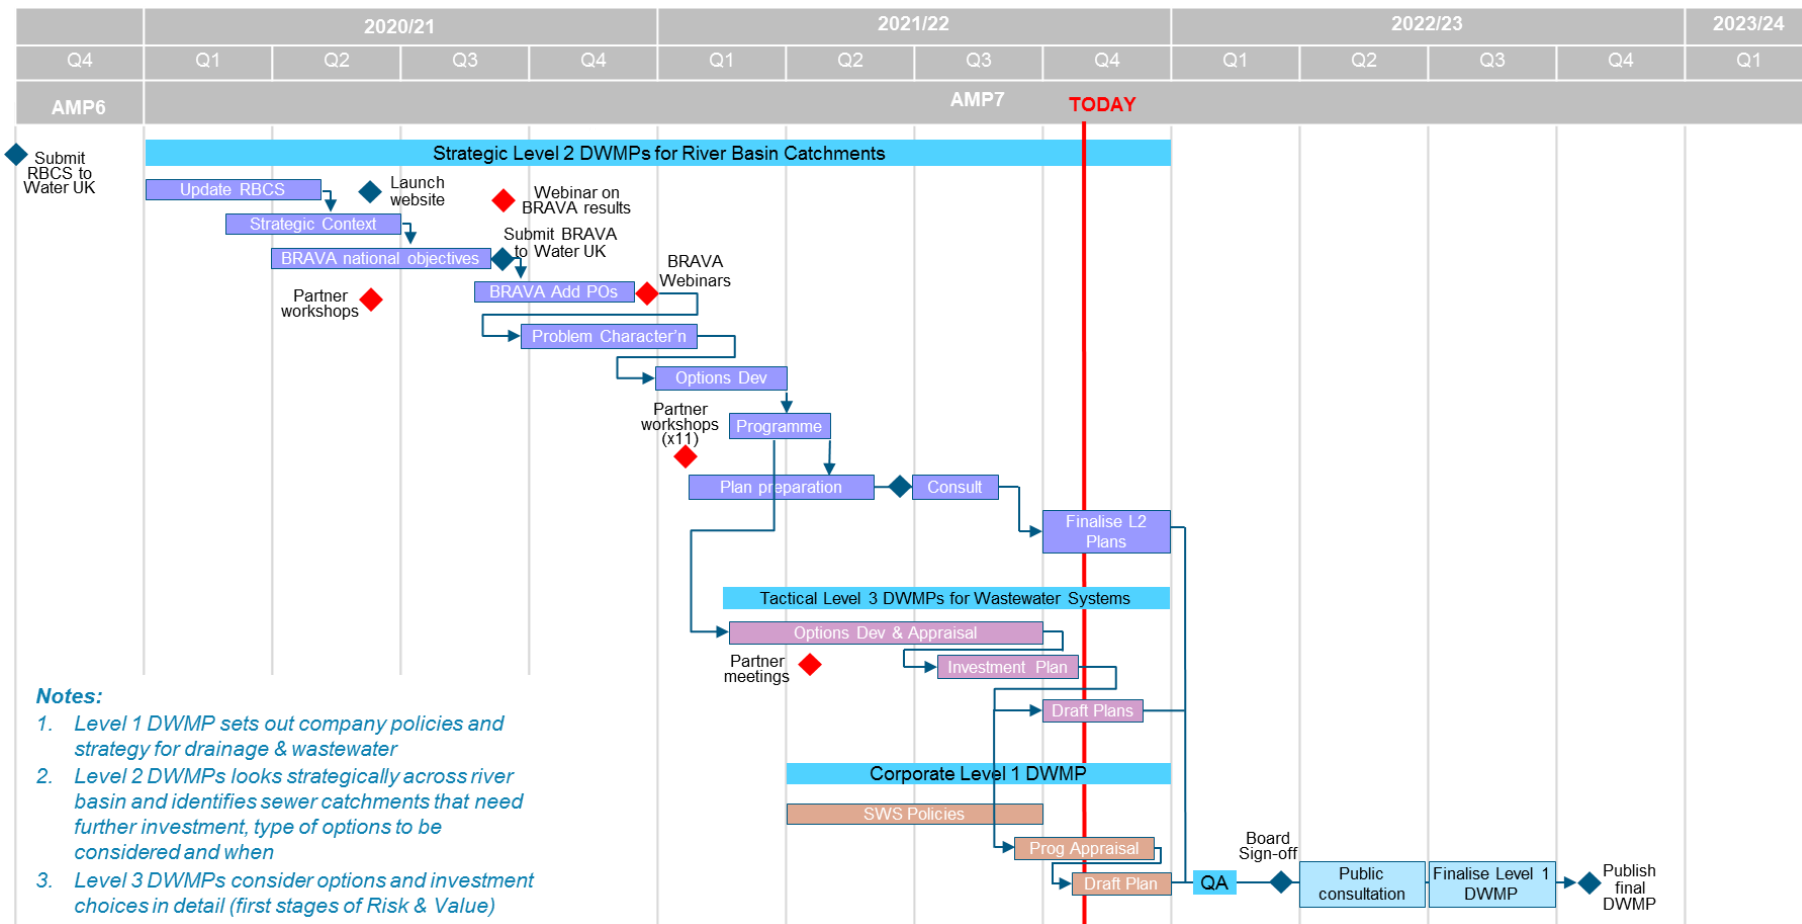 2020/21
2021/22
2022/23
2023/24
Q4
Q1
Q2
Q3
Q4
Q1
Q2
Q3
Q4
Q1
Q2
Q3
Q4
Q1
AMP6
AMP7
TODAY
Strategic Level 2 DWMPs for River Basin Catchments
Submit
RBCS to
Water UK
Update RBCS
Launch
website
Webinar on
BRAVA results
Strategic Context
Submit BRAVA
to Water UK
BRAVA national objectives
BRAVA
Webinars
BRAVA Add POs
Partner
workshops
Problem Character'n
Options Dev
Partner
workshops
(x11)
Programme
Plan preparation
Consult
Finalise L2
Plans
Tactical Level 3 DWMPs for Wastewater Systems
Options Dev & Appraisal
Partner
meetings
Investment Plan
Draft Plans
Corporate Level 1 DWMP
SWS Policies
Prog Appraisal
Draft Plan
QA
Board
Sign-off
Public
consultation
Finalise Level 1
DWMP
Publish
final
DWMP
Notes:
1. Level 1 DWMP sets out company policies and
strategy for drainage & wastewater
2. Level 2 DWMPs looks strategically across river
basin and identifies sewer catchments that need
further investment, type of options to be
considered and when
3. Level 3 DWMPs consider options and investment
choices in detail (first stages of Risk & Value)